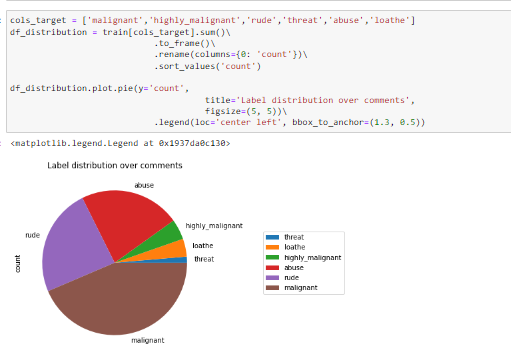 cols_target = ['malignant','highly_malignant','rude','threat','abuse','loathe']
df_distribution = train[cols_target].sum()\
.to_frame()\
.rename(columns={0: 'count'})\
.sort_values('count')
df_distribution.plot.pie(y='count',
title='Label distribution over comments',
figsize=(5, 5))\
.legend(loc='center left', bbox_to_anchor=(1.3, 0.5))
<matplotlib.legend.Legend at 0x1937da0c130>
Label distribution over comments
abuse
highly_malignant
rude
loathe
threat
count
malignant
threat
loathe
highly_malignant
abuse
rude
malignant